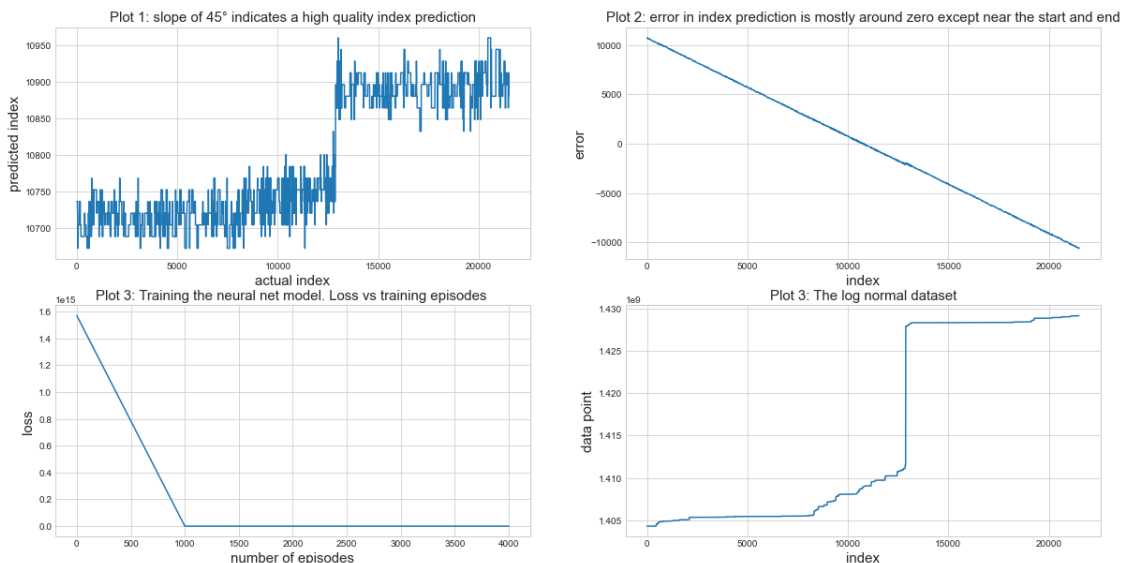 Plot 1: slope of 45° indicates a high quality index prediction
10950
10900
10850
10800
10750
10700
predicted index
0 5000 10000 15000 20000
actual index
Plot 2: error in index prediction is mostly around zero except near the start and end
10000
5000
0
−5000
−10000
error
0 5000 10000 15000 20000
index
Plot 3: Training the neural net model. Loss vs training episodes
1e15
1.6
1.4
1.2
1.0
0.8
0.6
0.4
0.2
0.0
loss
0 500 1000 1500 2000 2500 3000 3500 4000
number of episodes
Plot 3: The log normal dataset
1e9
1.430
1.425
1.420
1.415
1.410
1.405
data point
0 5000 10000 15000 20000
index